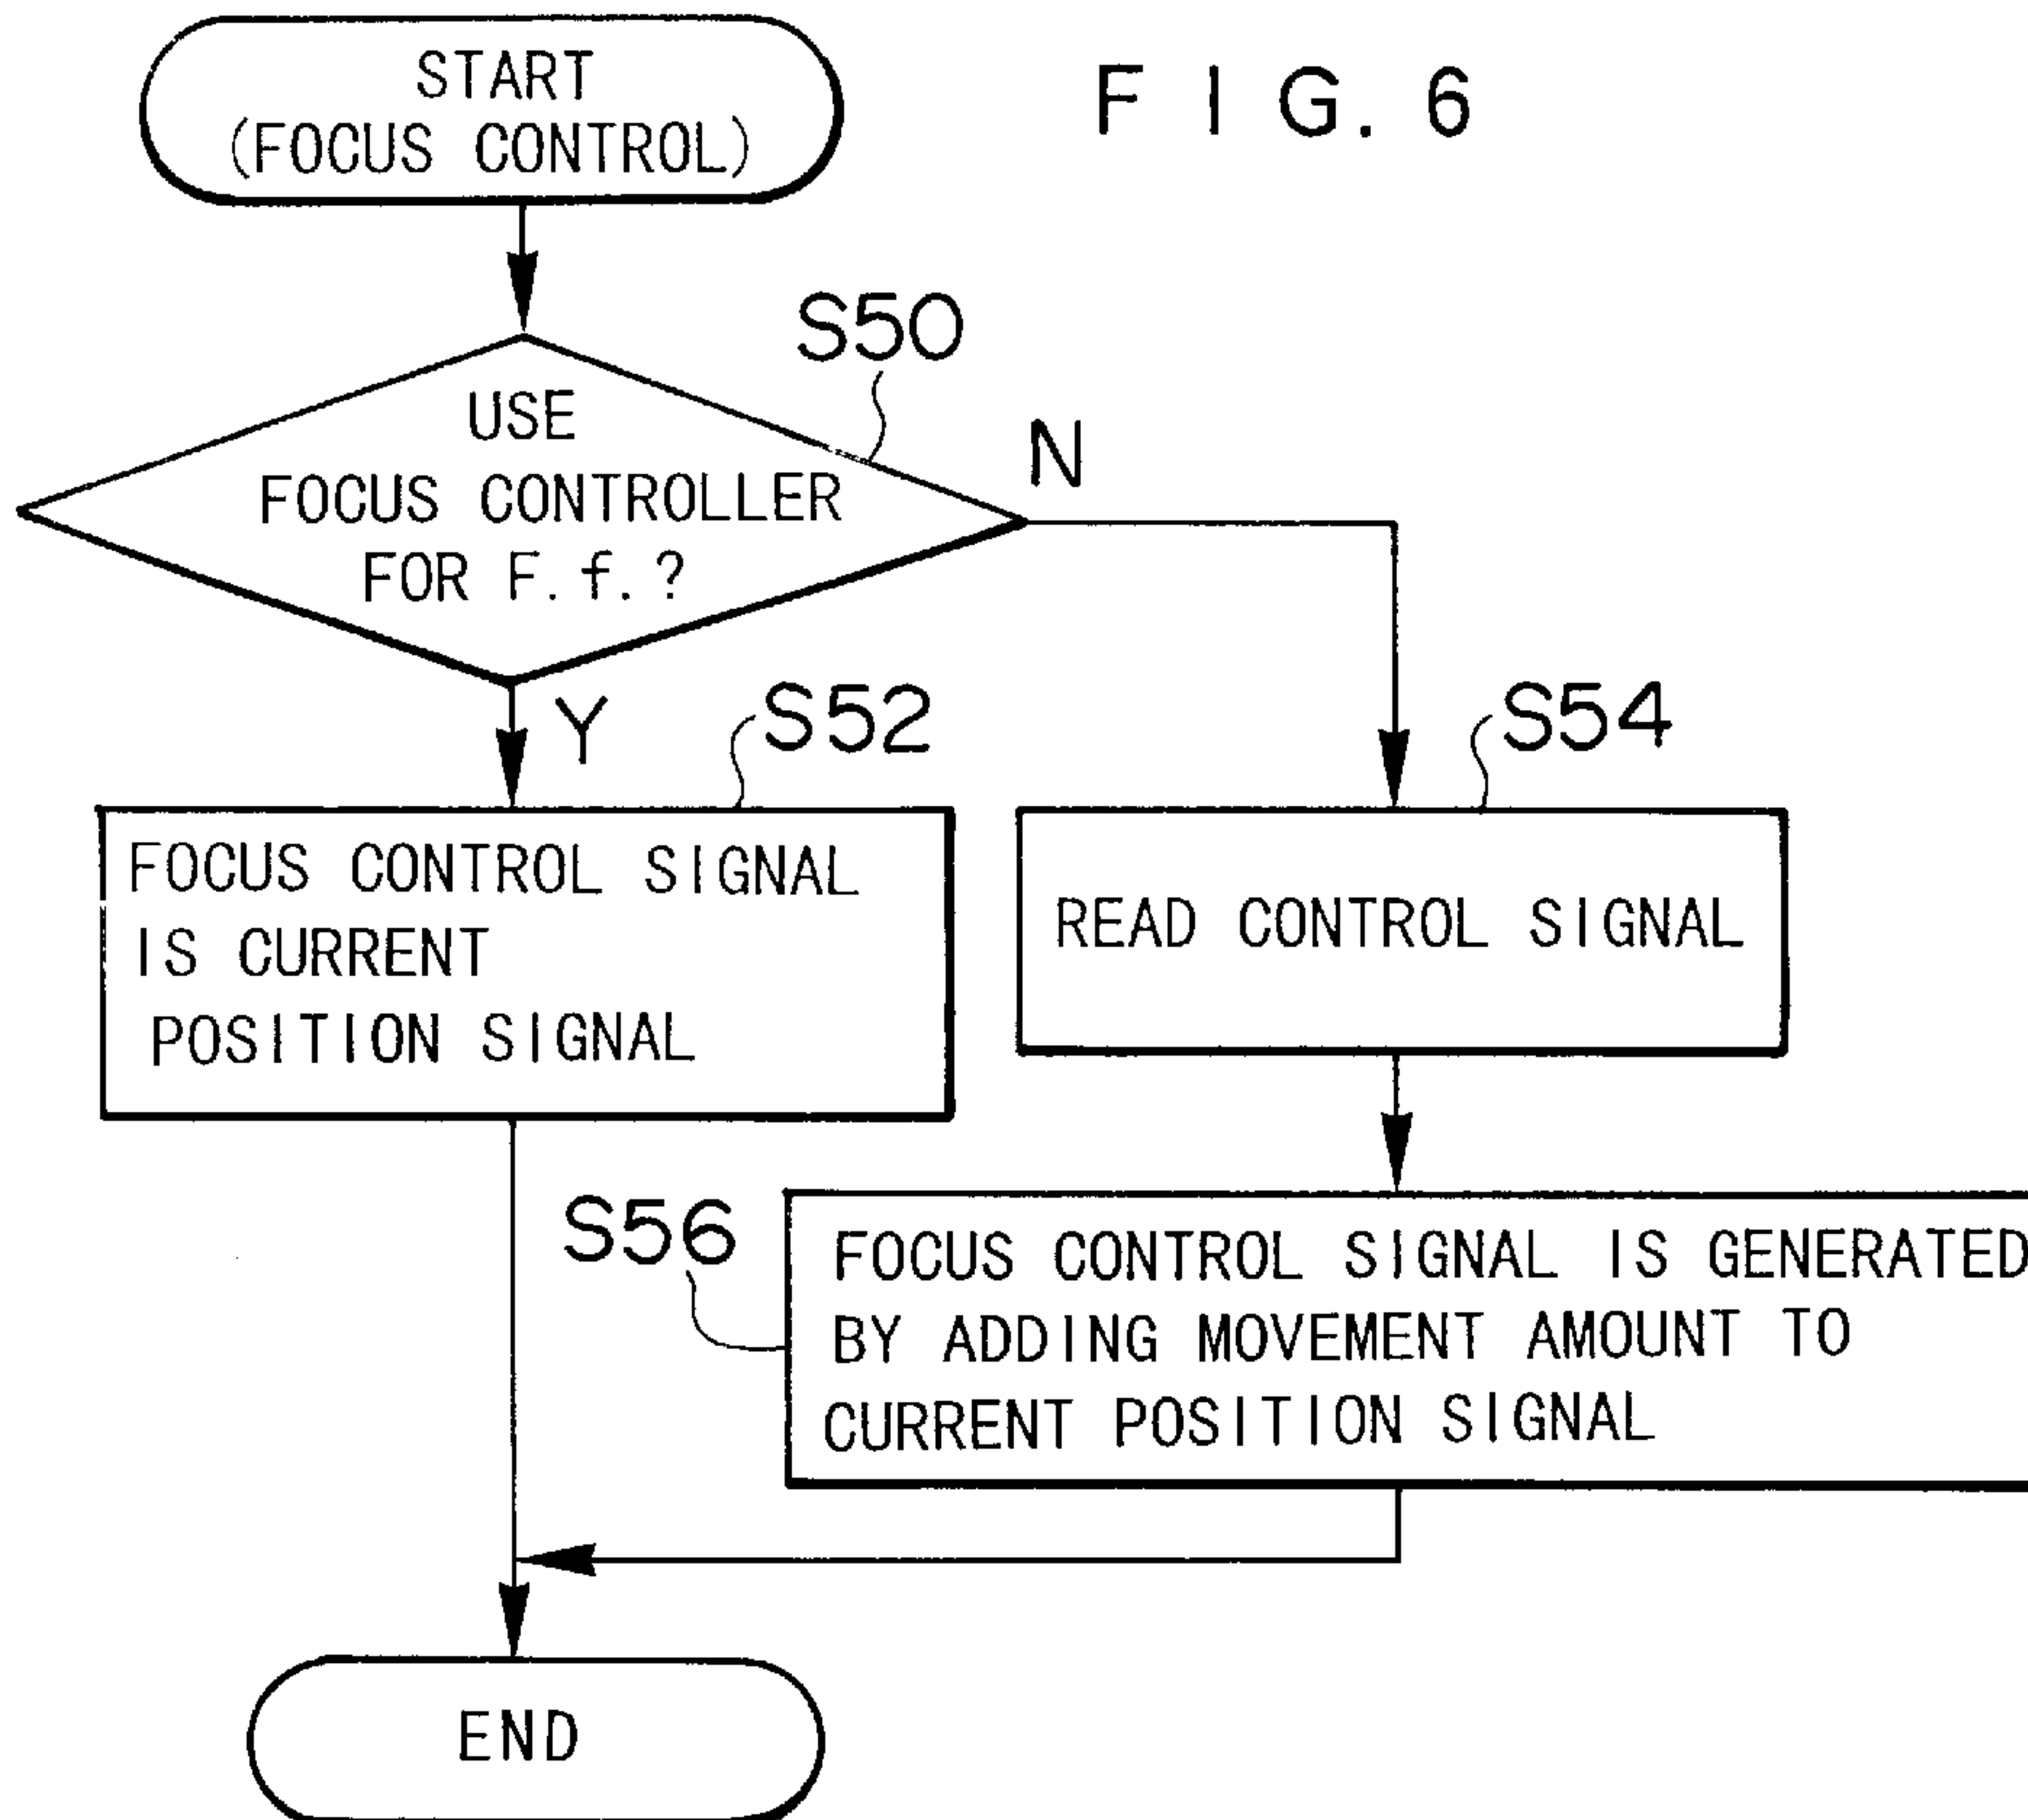 START
(FOCUS CONTROL)
F I G. 6
S50
USE
FOCUS CONTROLLER
FOR F. f. ?
N
Y
S52
S54
FOCUS CONTROL SIGNAL
IS CURRENT
POSITION SIGNAL
READ CONTROL SIGNAL
S56
FOCUS CONTROL SIGNAL IS GENERATED
BY ADDING MOVEMENT AMOUNT TO
CURRENT POSITION SIGNAL
END